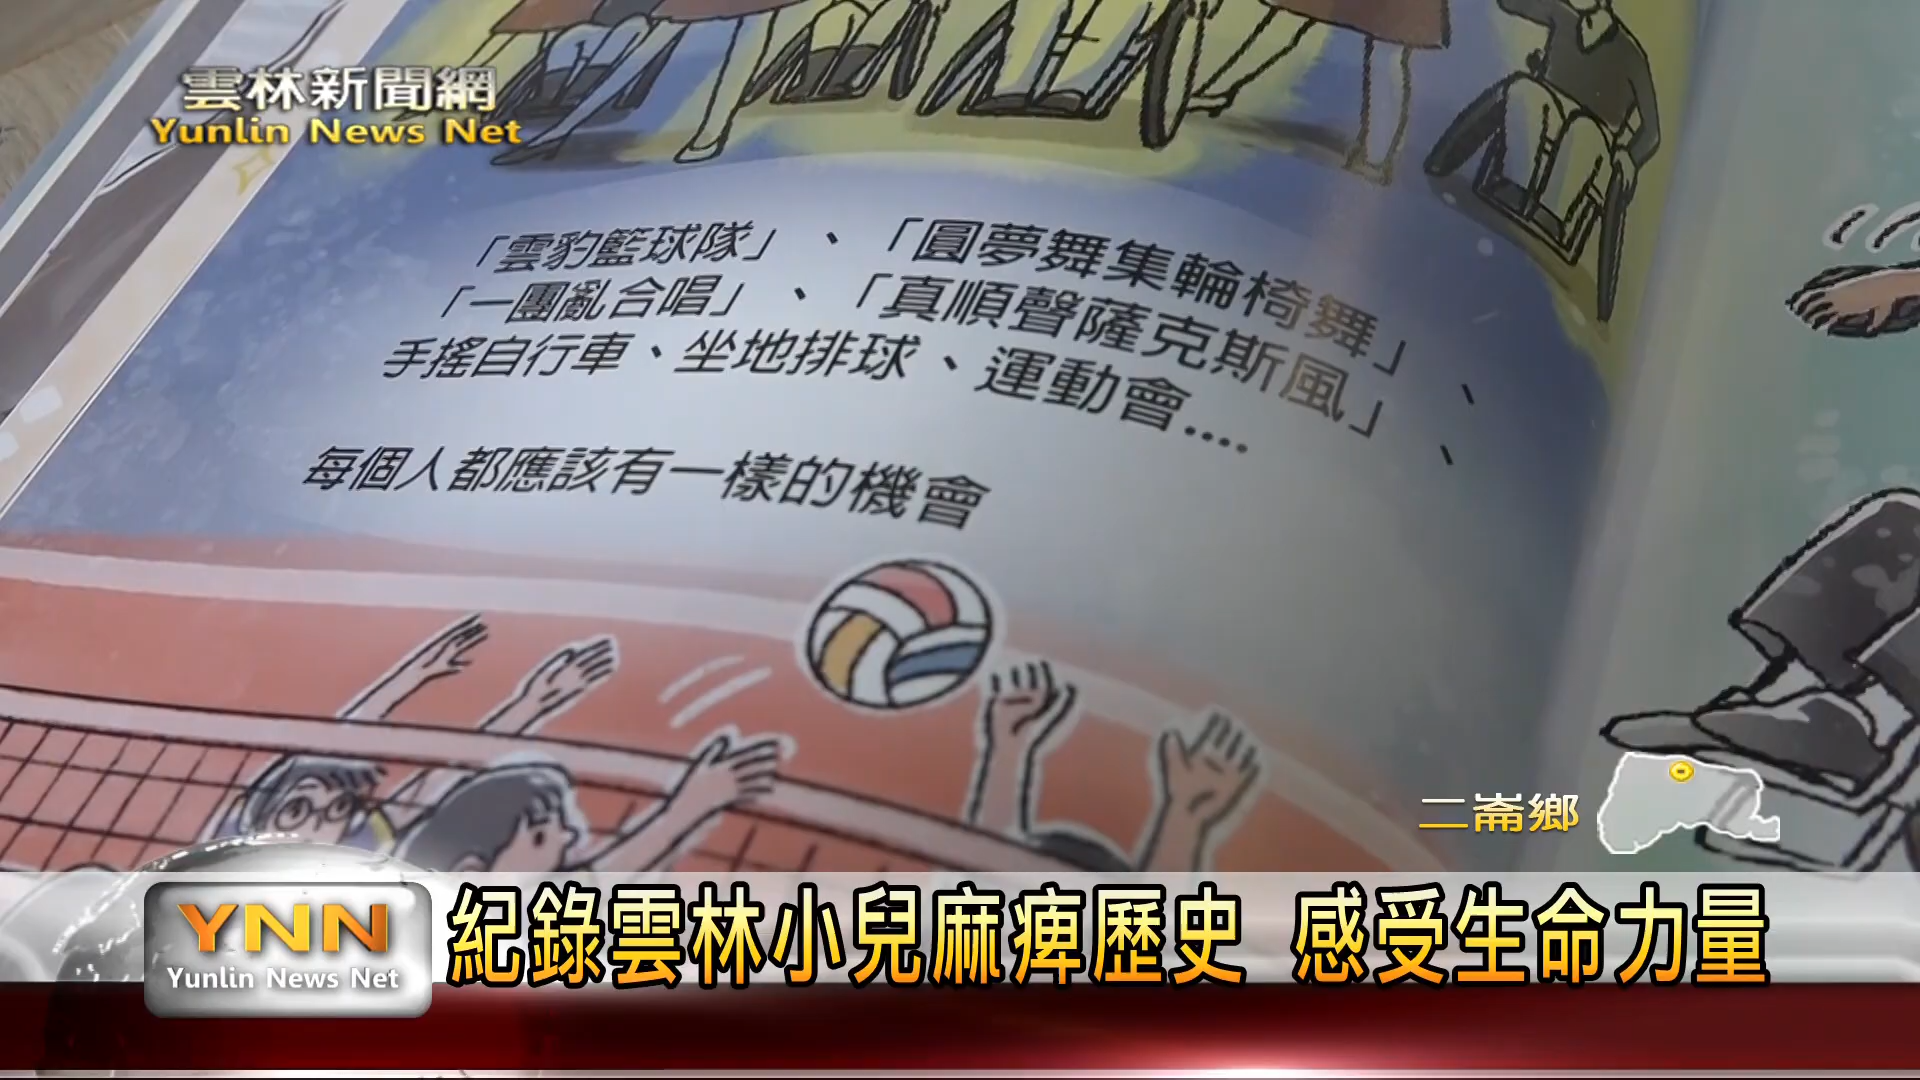 雲林新聞網
Yunlin News Net
「雲豹籃球隊」、「圓夢舞集輪椅舞」、
「一團亂合唱」、「真順聲薩克斯風」、
手搖自行車、坐地排球、運動會....
每個人都應該有一樣的機會
二崙鄉
YNN
Yunlin News Net
紀錄雲林小兒麻痺歷史 感受生命力量